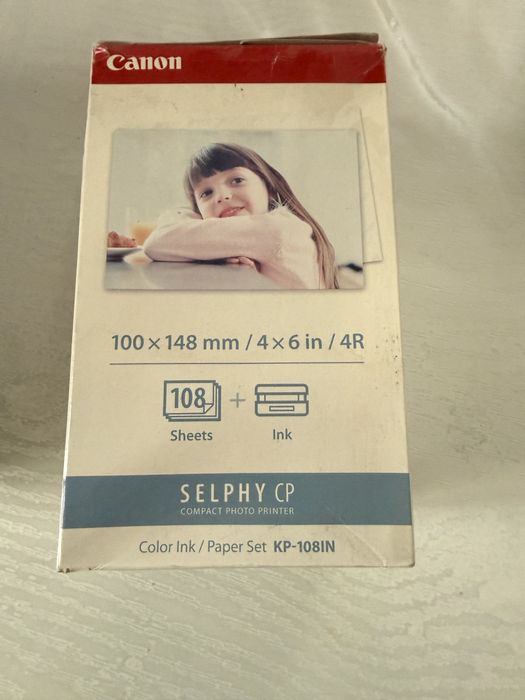 Canon
100 × 148 mm / 4 × 6 in / 4R
108
Sheets
+
Ink
SELPHY CP
COMPACT PHOTO PRINTER
Color Ink / Paper Set KP-108IN